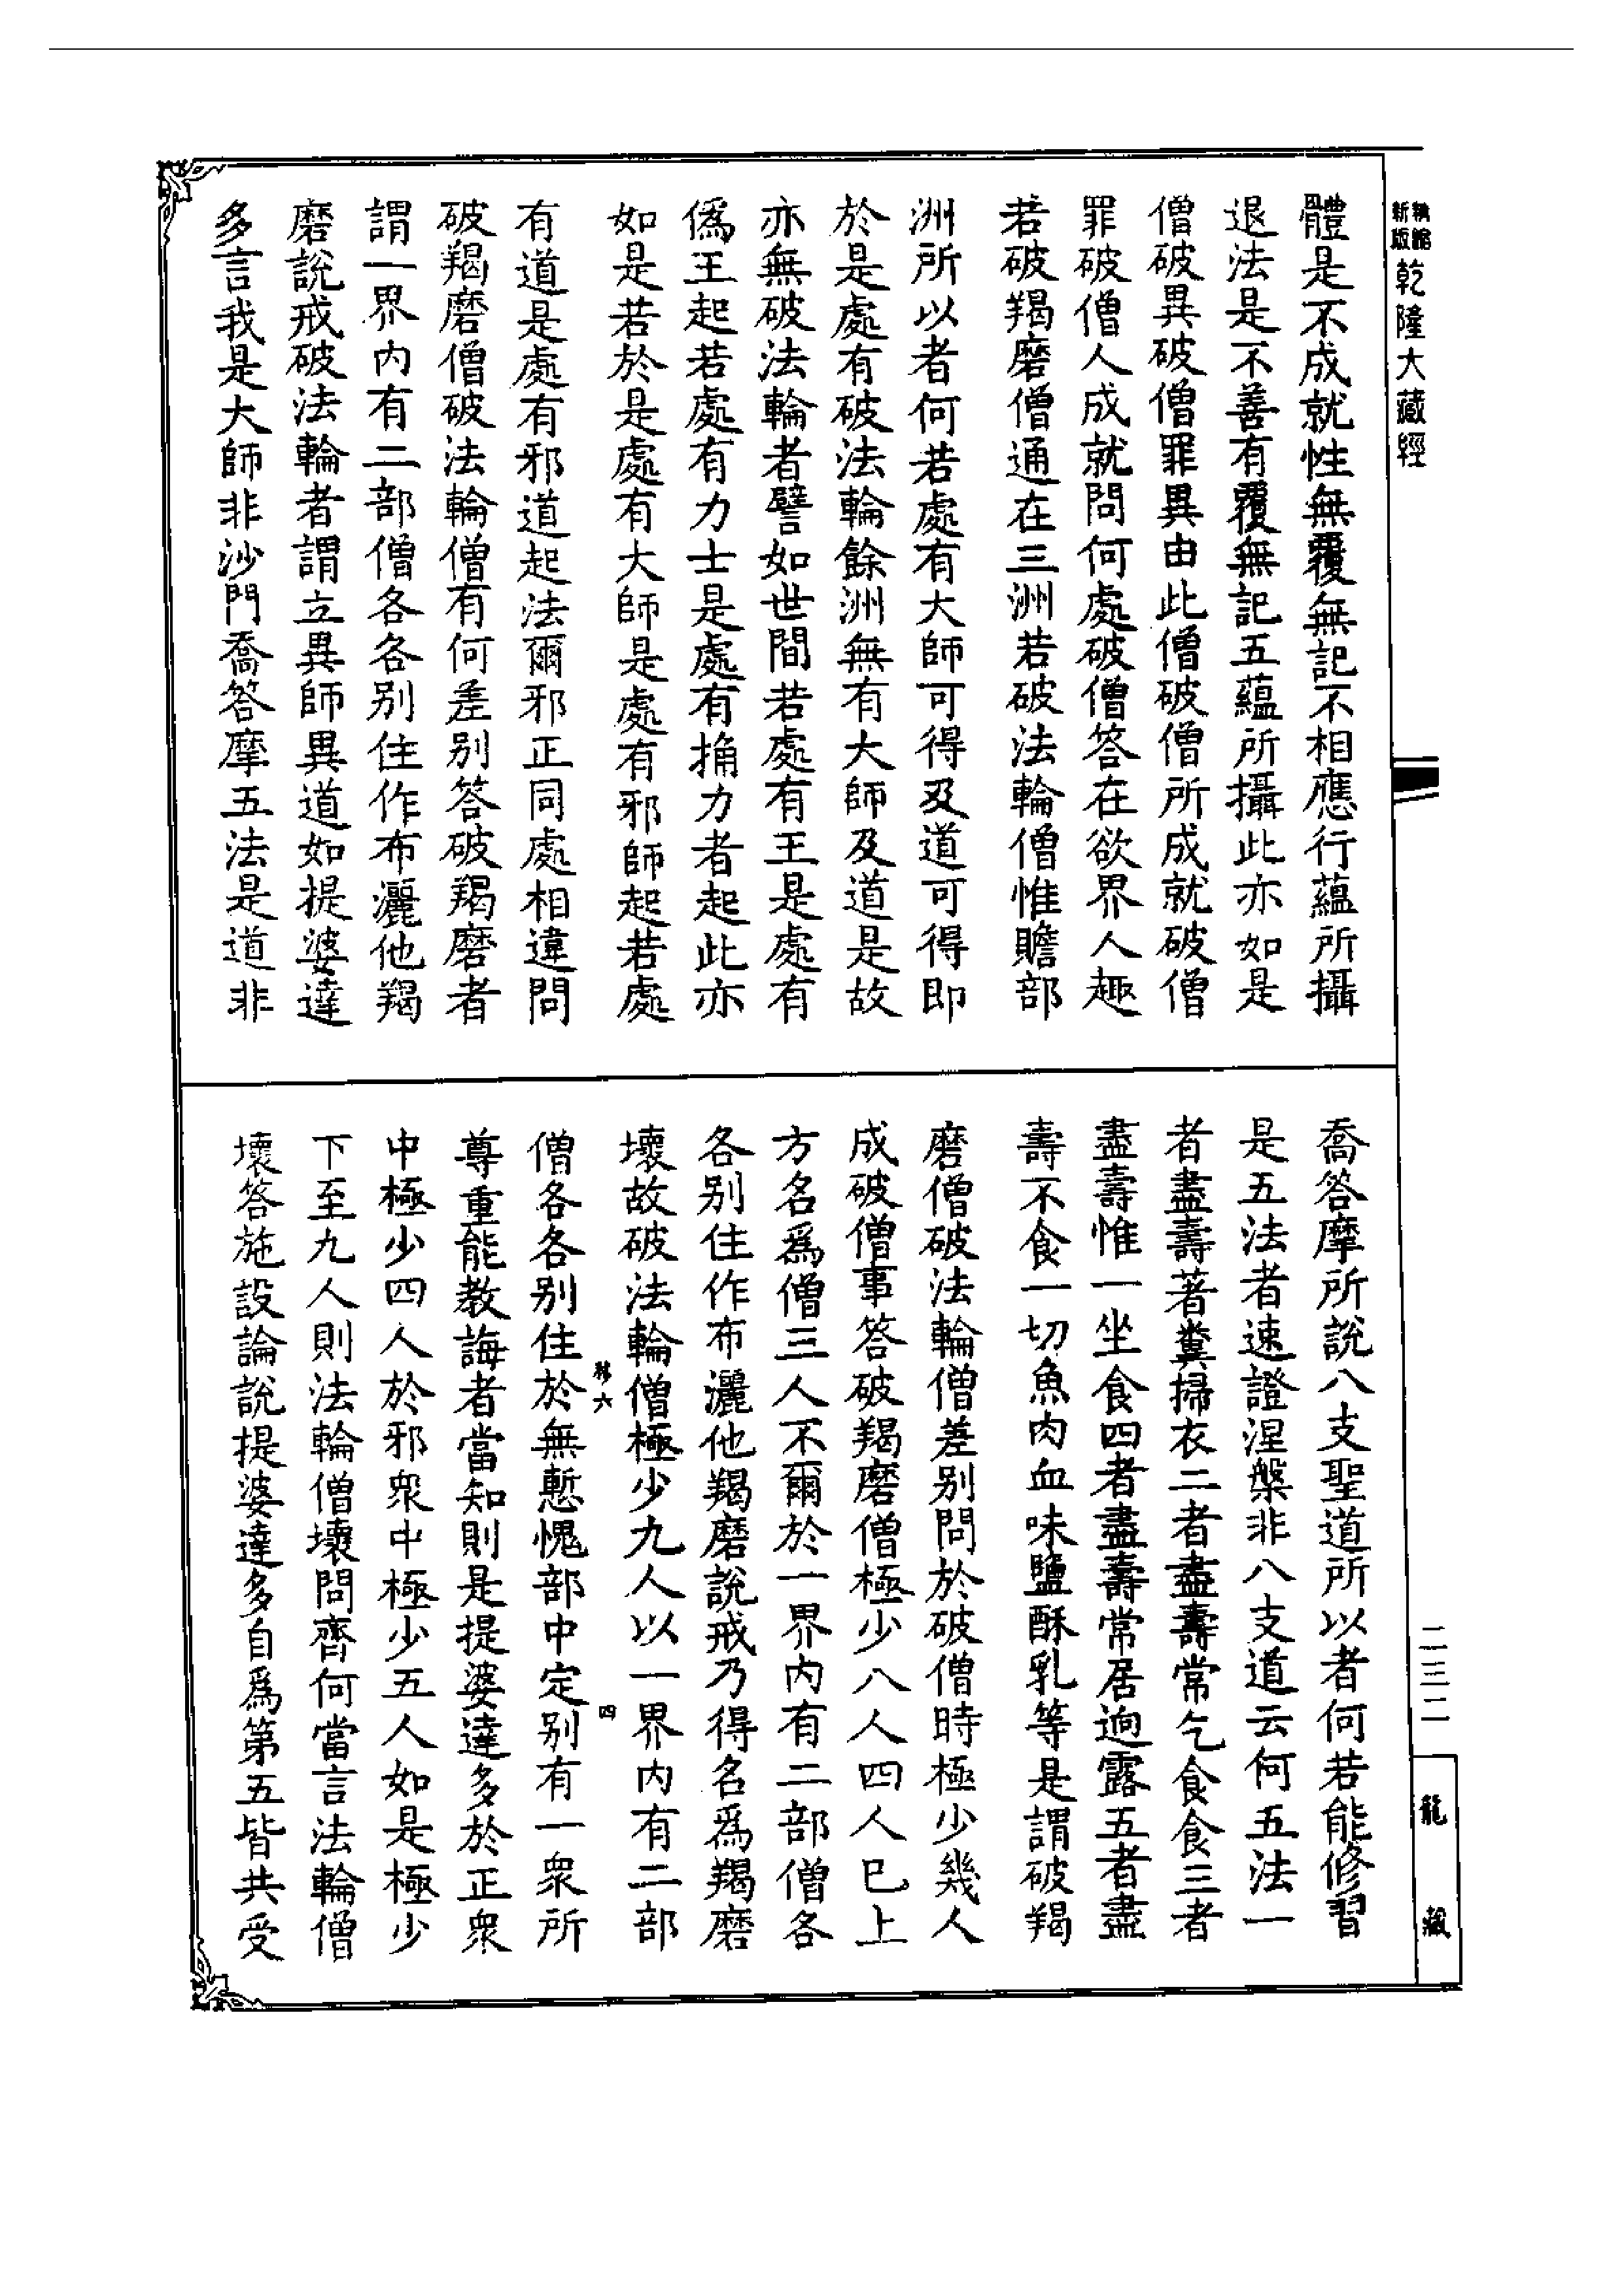 新版
乾隆大藏經
體是不成就性無覆無記不相應行蘊所攝
退法是不善有覆無記五蘊所攝此亦如是
僧破異破僧罪異由此僧破僧所成就破僧
罪破僧人成就問何處破僧答在欲界人趣
若破羯磨僧通在三洲若破法輪僧惟贍部
洲所以者何若處有大師可得及道可得即
於是處有破法輪餘洲無有大師及道是故
亦無破法輪者譬如世間若處有王是處有
僞王起若處有力士是處有捔力者起此亦
如是若於是處有大師是處有邪師起若處
有道是處有邪道起法爾邪正同處相違問
破羯磨僧破法輪僧有何差別答破羯磨者
謂一界內有二部僧各各別住作布灑他羯
磨說戒破法輪者謂立異師異道如提婆達
多言我是大師非沙門喬答摩五法是道非
喬答摩所說八支聖道所以者何若能修習
是五法者速證涅槃非八支道云何五法一
者盡壽著糞掃衣二者盡壽常乞食食三者
盡壽惟一坐食四者盡壽常居迥露五者盡
壽不食一切魚肉血味鹽酥乳等是謂破羯
磨僧破法輪僧差別問於破僧時極少幾人
成破僧事答破羯磨僧極少八人四人已上
方名爲僧三人不爾於一界內有二部僧各
各別住作布灑他羯磨說戒乃得名爲羯磨
壞故破法輪僧極少九人以一界內有二部
僧各各別住於無慙愧部中定別有一衆所
尊重能教誨者當知則是提婆達多於正衆
中極少四人於邪衆中極少五人如是極少
下至九人則法輪僧壞問齊何當言法輪僧
壞答施設論說提婆達多自爲第五皆共受
六
四
二三二
龍藏